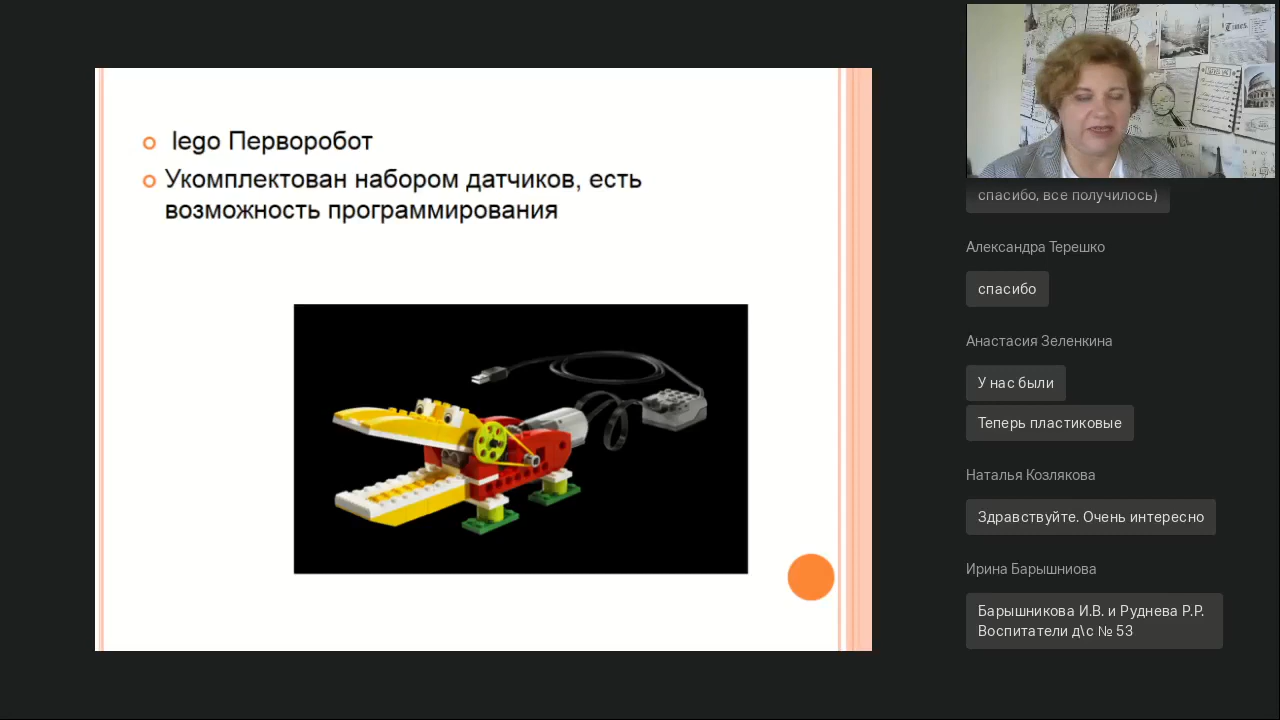 lego Перворобот
Укомплектован набором датчиков, есть
возможность программирования
Times
спасибо, все получилось)
Александра Терешко
спасибо
Анастасия Зеленкина
У нас были
Теперь пластиковые
Наталья Козлякова
Здравствуйте. Очень интересно
Ирина Барышниова
Барышникова И.В. и Руднева Р.Р.
Воспитатели д\с № 53